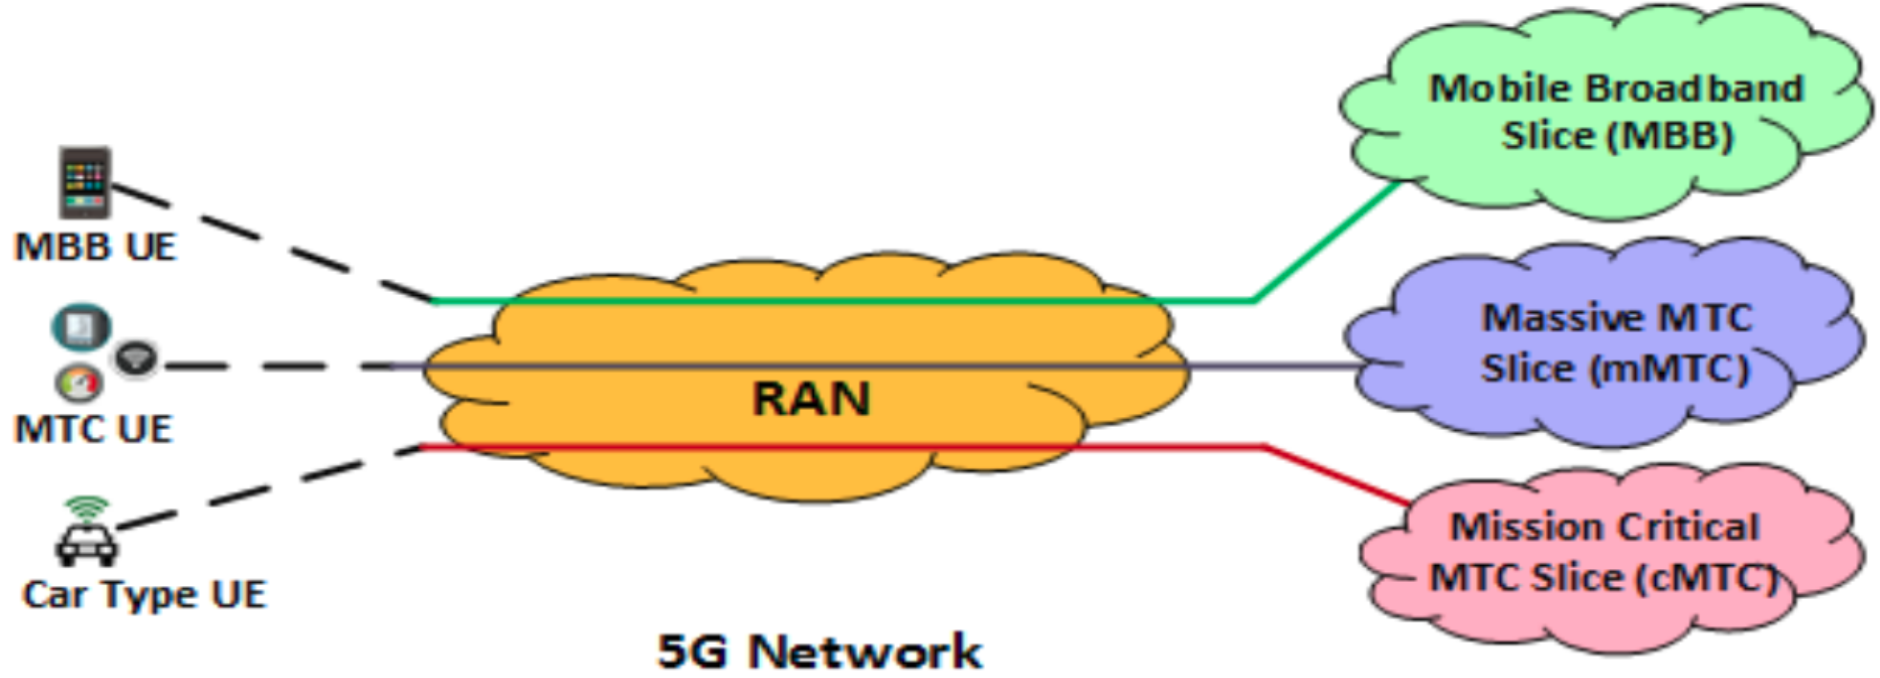 Mobile Broadband
Slice (MBB)
MBB UE
Massive MTC
Slice (mMTC)
RAN
MTC UE
Mission Critical
MTC Slice (cMTC)
Car Type UE
5G Network